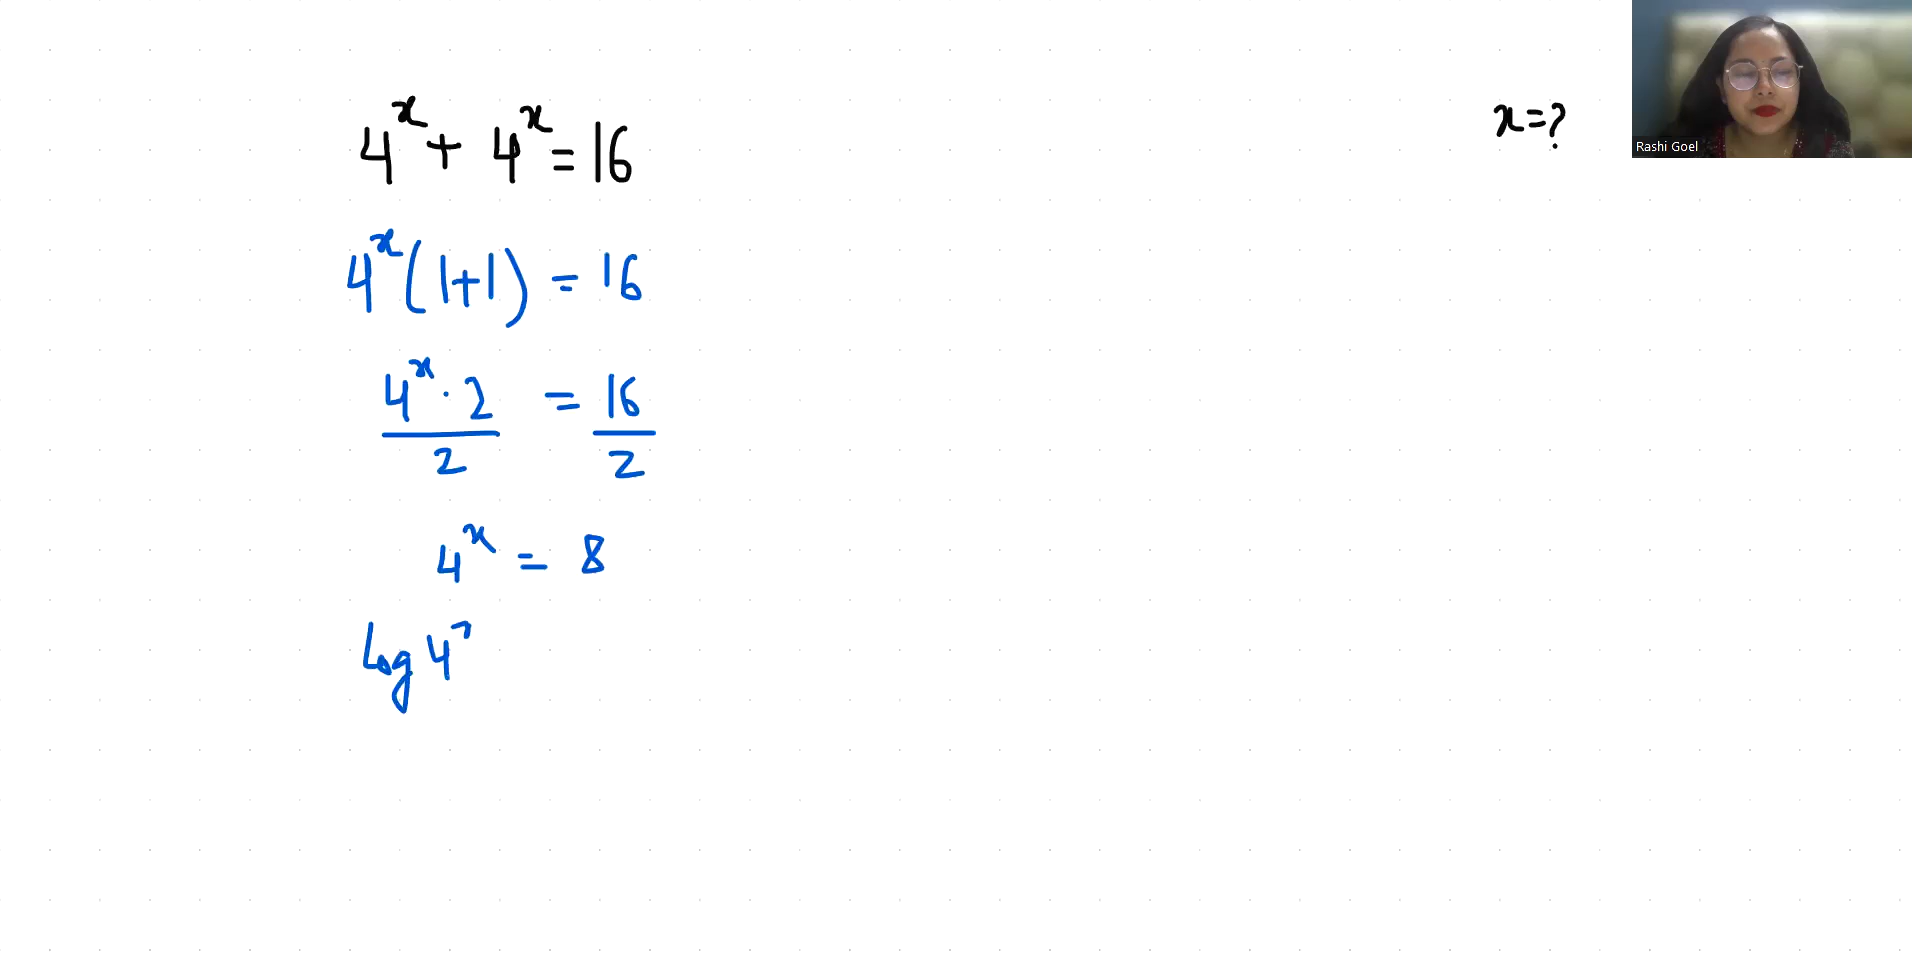 4^x + 4^x = 16
x=?
Rashi Goel
4^x (1+1) = 16
4^x · 2 / 2 = 16 / 2
4^x = 8
log 4